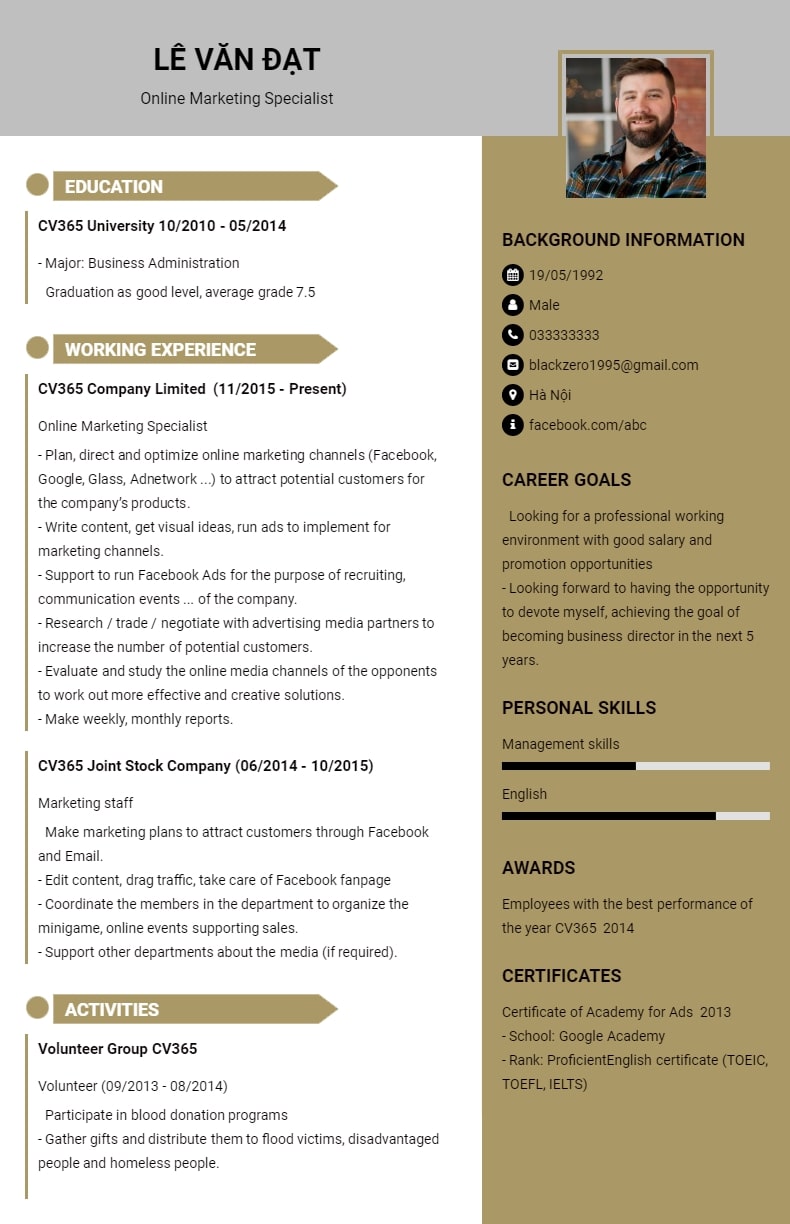 LÊ VĂN ĐẠT
Online Marketing Specialist
EDUCATION
CV365 University 10/2010 - 05/2014
- Major: Business Administration
Graduation as good level, average grade 7.5
WORKING EXPERIENCE
CV365 Company Limited (11/2015 - Present)
Online Marketing Specialist
- Plan, direct and optimize online marketing channels (Facebook,
Google, Glass, Adnetwork ...) to attract potential customers for
the company’s products.
- Write content, get visual ideas, run ads to implement for
marketing channels.
- Support to run Facebook Ads for the purpose of recruiting,
communication events ... of the company.
- Research / trade / negotiate with advertising media partners to
increase the number of potential customers.
- Evaluate and study the online media channels of the opponents
to work out more effective and creative solutions.
- Make weekly, monthly reports.
CV365 Joint Stock Company (06/2014 - 10/2015)
Marketing staff
Make marketing plans to attract customers through Facebook
and Email.
- Edit content, drag traffic, take care of Facebook fanpage
- Coordinate the members in the department to organize the
minigame, online events supporting sales.
- Support other departments about the media (if required).
ACTIVITIES
Volunteer Group CV365
Volunteer (09/2013 - 08/2014)
Participate in blood donation programs
- Gather gifts and distribute them to flood victims, disadvantaged
people and homeless people.
BACKGROUND INFORMATION
19/05/1992
Male
033333333
blackzero1995@gmail.com
Hà Nội
facebook.com/abc
CAREER GOALS
Looking for a professional working
environment with good salary and
promotion opportunities
- Looking forward to having the opportunity
to devote myself, achieving the goal of
becoming business director in the next 5
years.
PERSONAL SKILLS
Management skills
English
AWARDS
Employees with the best performance of
the year CV365 2014
CERTIFICATES
Certificate of Academy for Ads 2013
- School: Google Academy
- Rank: ProficientEnglish certificate (TOEIC,
TOEFL, IELTS)